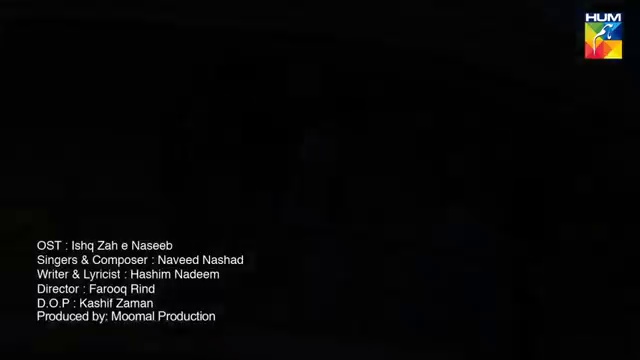 HUM
OST : Ishq Zah e Naseeb
Singers & Composer : Naveed Nashad
Writer & Lyricist : Hashim Nadeem
Director : Farooq Rind
D.O.P : Kashif Zaman
Produced by: Moomal Production